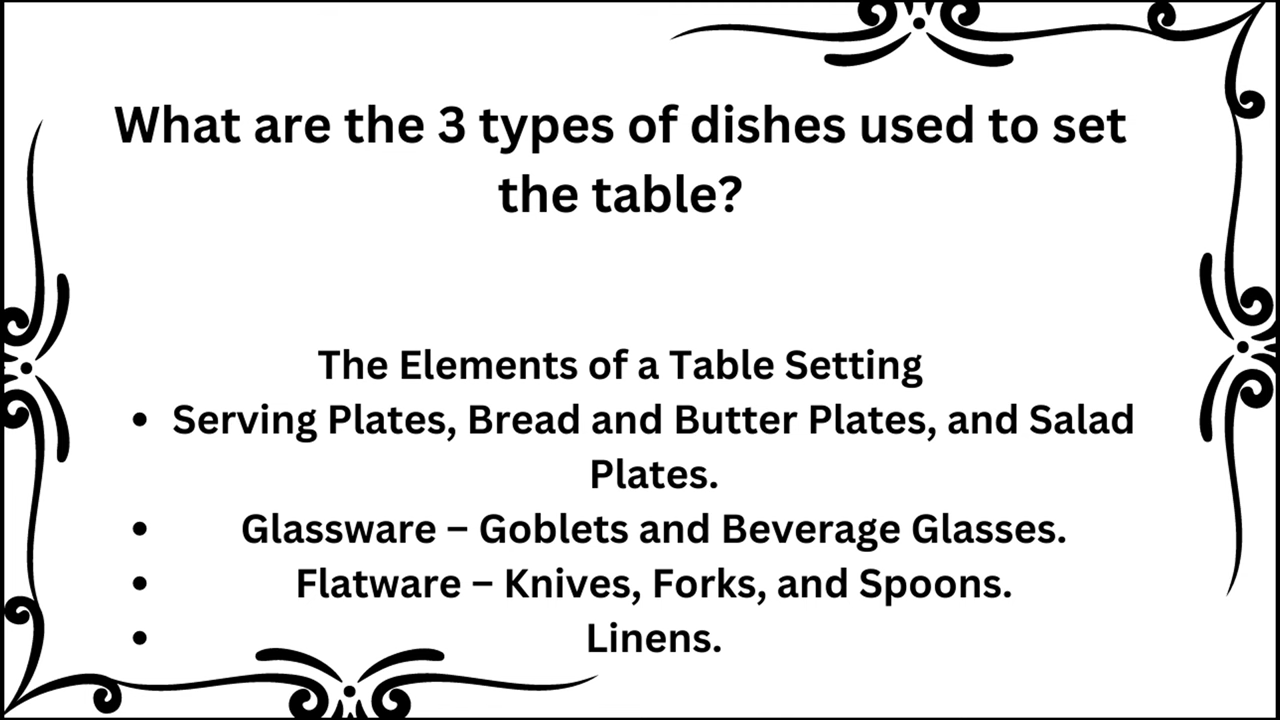 What are the 3 types of dishes used to set
the table?
The Elements of a Table Setting
• Serving Plates, Bread and Butter Plates, and Salad
Plates.
• Glassware – Goblets and Beverage Glasses.
• Flatware – Knives, Forks, and Spoons.
• Linens.